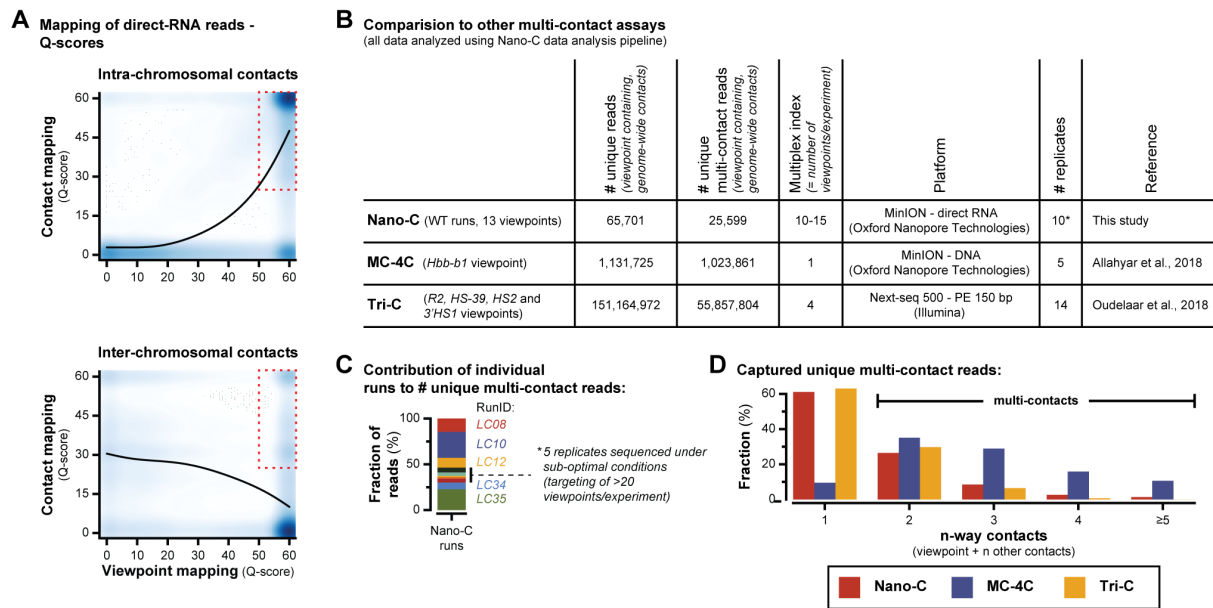 A
Mapping of direct-RNA reads -
Q-scores
Intra-chromosomal contacts
60
45
30
15
0
Contact mapping
(Q-score)
0 10 20 30 40 50 60
Inter-chromosomal contacts
60
45
30
15
0
Contact mapping
(Q-score)
0 10 20 30 40 50 60
Viewpoint mapping (Q-score)
B
Comparision to other multi-contact assays
(all data analyzed using Nano-C data analysis pipeline)
# unique reads
(viewpoint containing,
genome-wide contacts)
# unique
multi-contact reads
(viewpoint containing,
genome-wide contacts)
Multiplex index
(= number of
viewpoints/experiment)
Platform
# replicates
Reference
Nano-C (WT runs, 13 viewpoints) 65,701 25,599 10-15 MinION - direct RNA
(Oxford Nanopore Technologies) 10* This study
MC-4C (Hbb-b1 viewpoint) 1,131,725 1,023,861 1 MinION - DNA
(Oxford Nanopore Technologies) 5 Allahyar et al., 2018
Tri-C (R2, HS-39, HS2 and
3'HS1 viewpoints) 151,164,972 55,857,804 4 Next-seq 500 - PE 150 bp
(Illumina) 14 Oudelaar et al., 2018
C
Contribution of individual
runs to # unique multi-contact reads:
Fraction of
reads (%)
100
75
50
25
0
RunID:
LC08
LC10
LC12
LC34
LC35
Nano-C
runs
* 5 replicates sequenced under
sub-optimal conditions
(targeting of >20
viewpoints/experiment)
D
Captured unique multi-contact reads:
multi-contacts
Fraction (%)
60
40
20
0
1 2 3 4 ≥5
n-way contacts
(viewpoint + n other contacts)
Nano-C MC-4C Tri-C